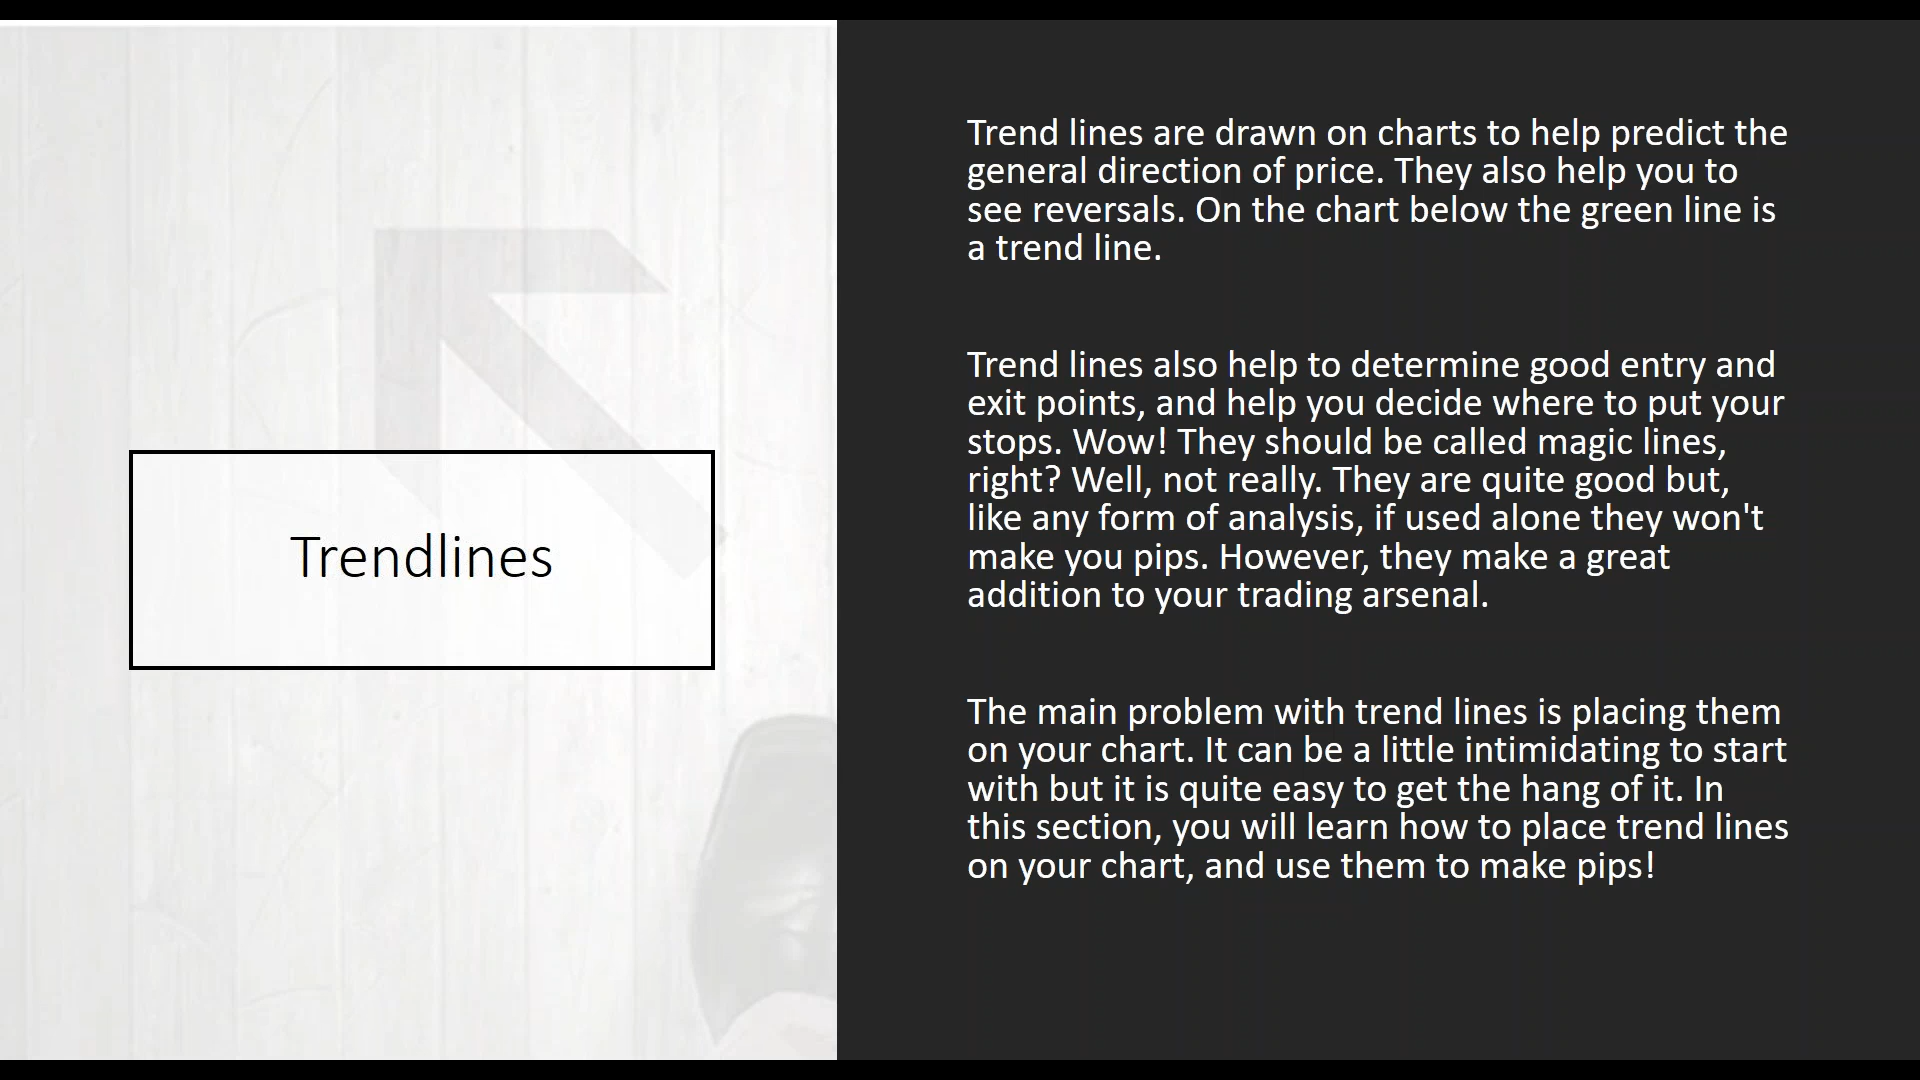 Trendlines
Trend lines are drawn on charts to help predict the
general direction of price. They also help you to
see reversals. On the chart below the green line is
a trend line.
Trend lines also help to determine good entry and
exit points, and help you decide where to put your
stops. Wow! They should be called magic lines,
right? Well, not really. They are quite good but,
like any form of analysis, if used alone they won't
make you pips. However, they make a great
addition to your trading arsenal.
The main problem with trend lines is placing them
on your chart. It can be a little intimidating to start
with but it is quite easy to get the hang of it. In
this section, you will learn how to place trend lines
on your chart, and use them to make pips!